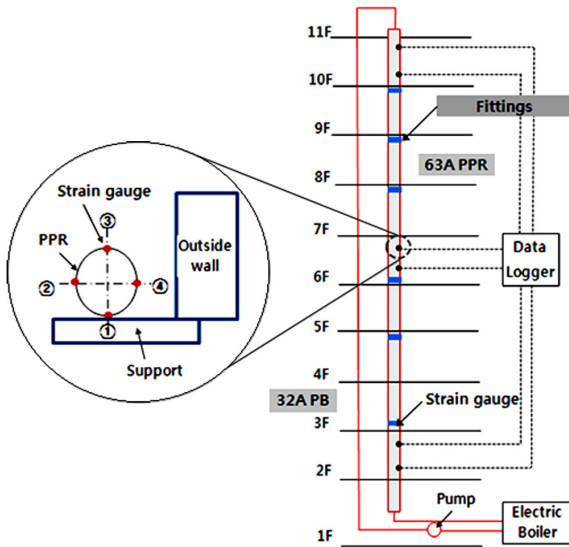 11F
10F
Fittings
9F
63A PPR
8F
Strain gauge
③
PPR
Outside
wall
7F
②
④
Data
Logger
6F
①
Support
5F
4F
32A PB
Strain gauge
3F
2F
Pump
Electric
Boiler
1F